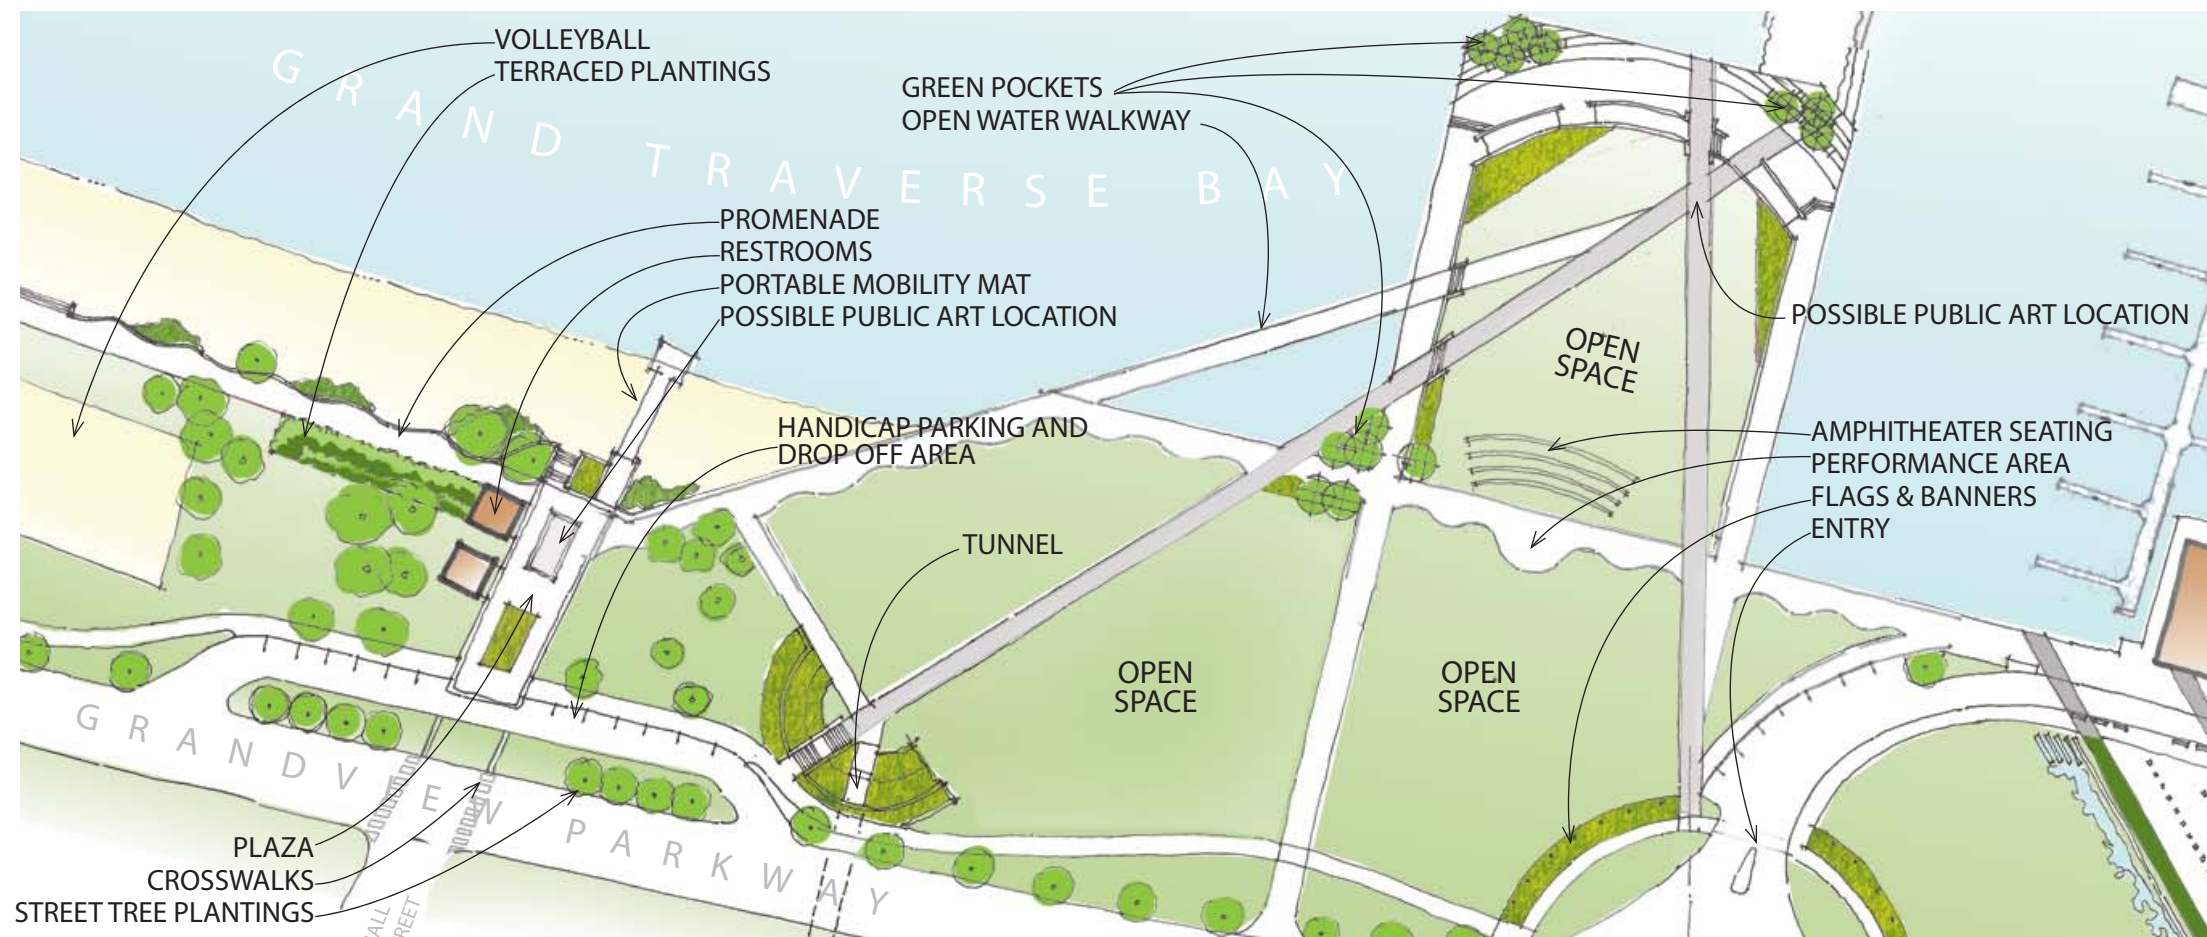 VOLLEYBALL
TERRACED PLANTINGS
GRAND TRAVERSE BAY
GREEN POCKETS
OPEN WATER WALKWAY
PROMENADE
RESTROOMS
PORTABLE MOBILITY MAT
POSSIBLE PUBLIC ART LOCATION
POSSIBLE PUBLIC ART LOCATION
OPEN
SPACE
HANDICAP PARKING AND
DROP OFF AREA
AMPHITHEATER SEATING
PERFORMANCE AREA
FLAGS & BANNERS
ENTRY
TUNNEL
OPEN
SPACE
OPEN
SPACE
GRANDVIEW PARKWAY
PLAZA
CROSSWALKS
STREET TREE PLANTINGS